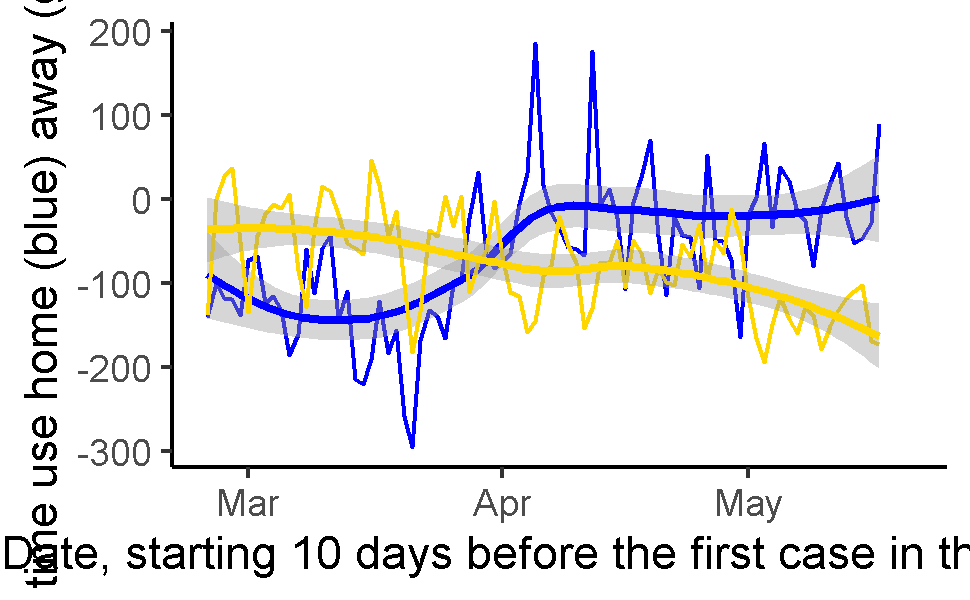 time use home (blue) away (
200
100
0
-100
-200
-300
Mar Apr May
Date, starting 10 days before the first case in th